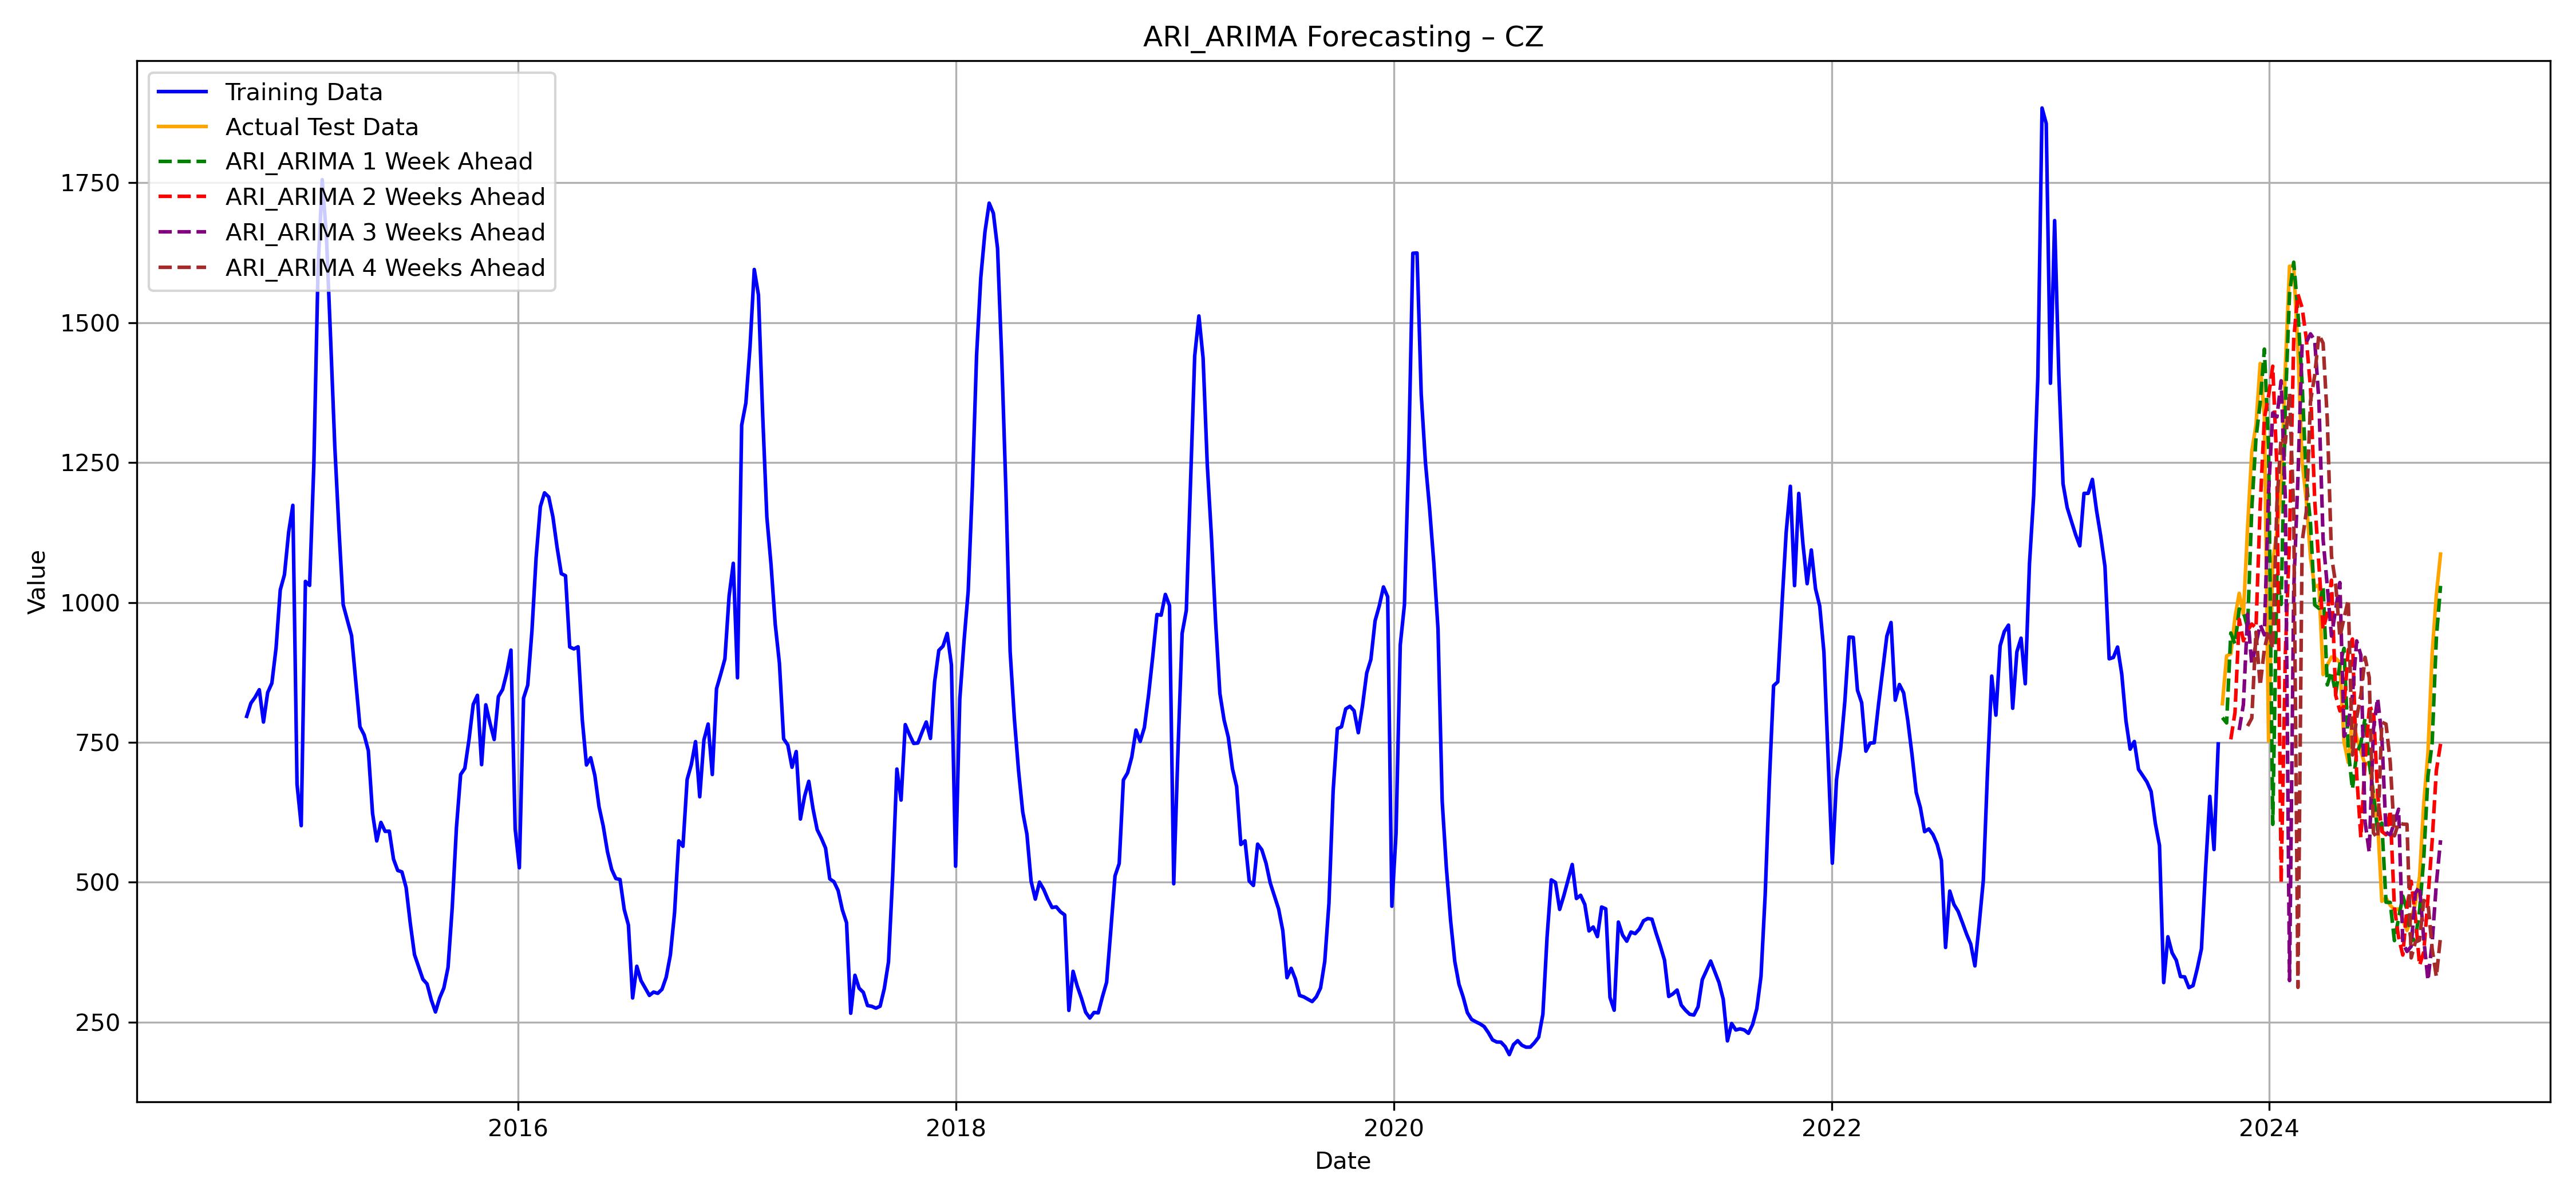 ARI_ARIMA Forecasting – CZ
Training Data
Actual Test Data
ARI_ARIMA 1 Week Ahead
ARI_ARIMA 2 Weeks Ahead
ARI_ARIMA 3 Weeks Ahead
ARI_ARIMA 4 Weeks Ahead
Value
1750
1500
1250
1000
750
500
250
2016
2018
2020
2022
2024
Date